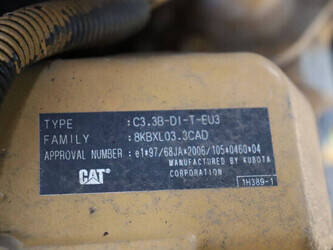 TYPE : C3.3B-DI-T-EU3
FAMILY : 8KBXL03.3CAD
APPROVAL NUMBER : e1*97/68JA*2006/105*0460*04
MANUFACTURED BY KUBOTA
CORPORATION
CAT
1H389-1